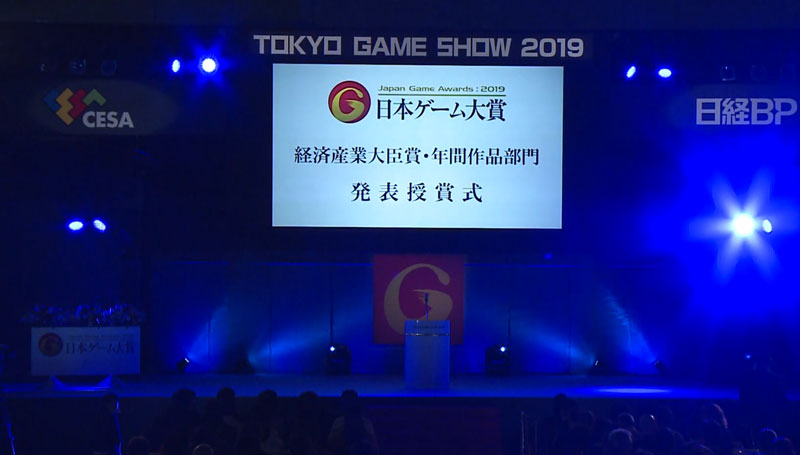 TOKYO GAME SHOW 2019
CESA
日経BP
Japan Game Awards : 2019
日本ゲーム大賞
経済産業大臣賞・年間作品部門
発表授賞式
日本ゲーム大賞